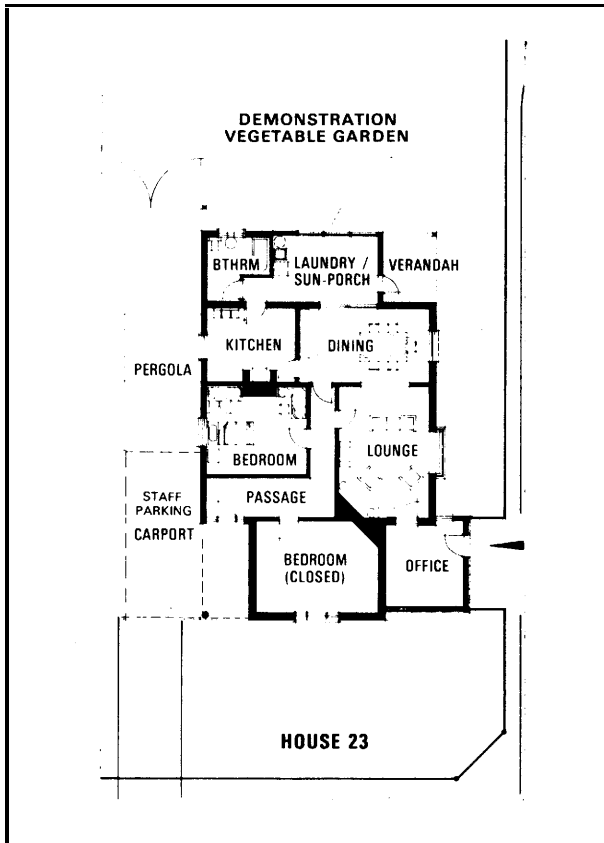 DEMONSTRATION
VEGETABLE GARDEN
BTHRM
LAUNDRY /
SUN-PORCH
VERANDAH
KITCHEN
DINING
PERGOLA
LOUNGE
BEDROOM
STAFF
PARKING
CARPORT
PASSAGE
BEDROOM
(CLOSED)
OFFICE
HOUSE 23